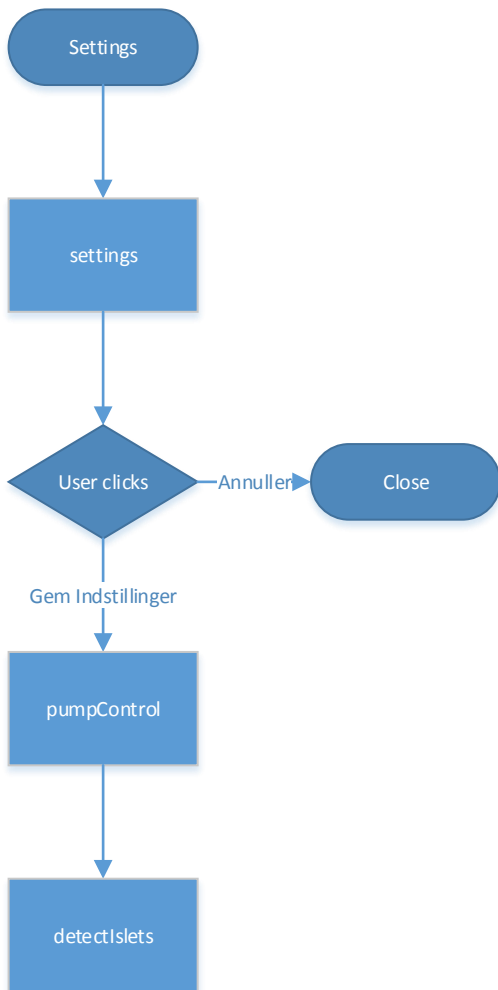 Settings
settings
User clicks
Annuller
Close
Gem Indstillinger
pumpControl
detectIslets